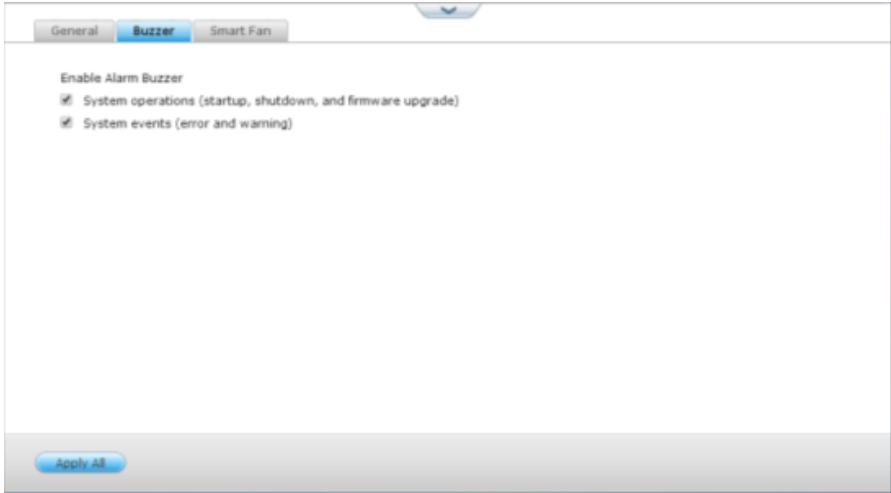 General Buzzer Smart Fan
Enable Alarm Buzzer
System operations (startup, shutdown, and firmware upgrade)
System events (error and warning)
Apply All